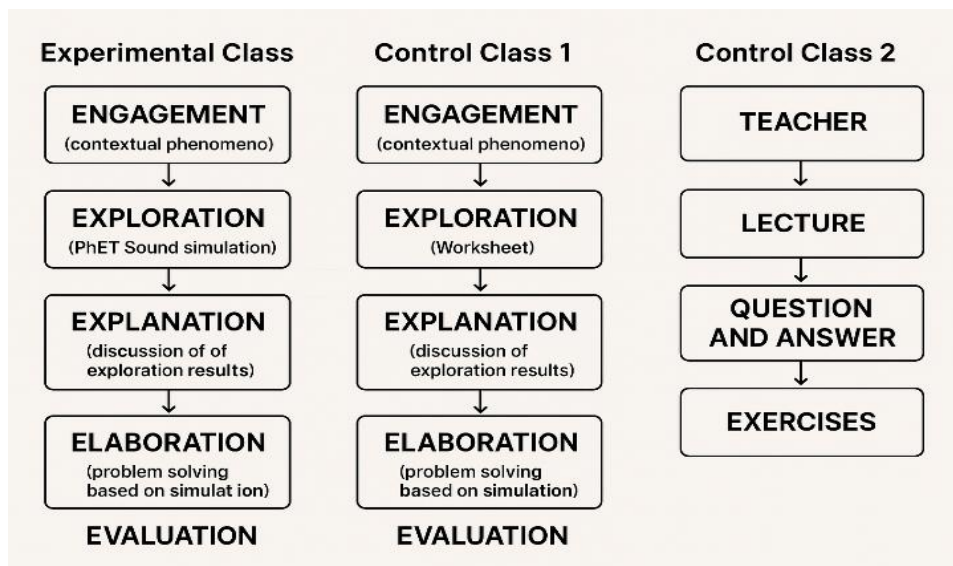 Experimental Class
ENGAGEMENT
(contextual phenomeno)
EXPLORATION
(PhET Sound simulation)
EXPLANATION
(discussion of of
exploration results)
ELABORATION
(problem solving
based on simulat ion)
EVALUATION
Control Class 1
ENGAGEMENT
(contextual phenomeno)
EXPLORATION
(Worksheet)
EXPLANATION
(discussion of
exploration results)
ELABORATION
(problem solving
based on simulation)
EVALUATION
Control Class 2
TEACHER
LECTURE
QUESTION
AND ANSWER
EXERCISES